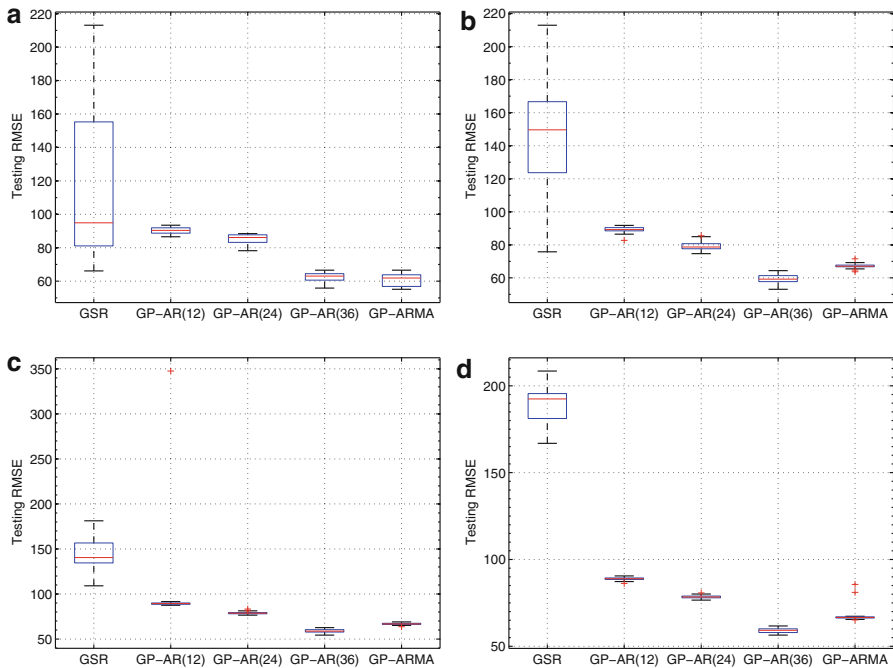 a
220
200
180
160
140
120
100
80
60
Testing RMSE
GSR GP-AR(12) GP-AR(24) GP-AR(36) GP-ARMA
b
220
200
180
160
140
120
100
80
60
Testing RMSE
GSR GP-AR(12) GP-AR(24) GP-AR(36) GP-ARMA
c
350
300
250
200
150
100
50
Testing RMSE
GSR GP-AR(12) GP-AR(24) GP-AR(36) GP-ARMA
d
200
150
100
50
Testing RMSE
GSR GP-AR(12) GP-AR(24) GP-AR(36) GP-ARMA